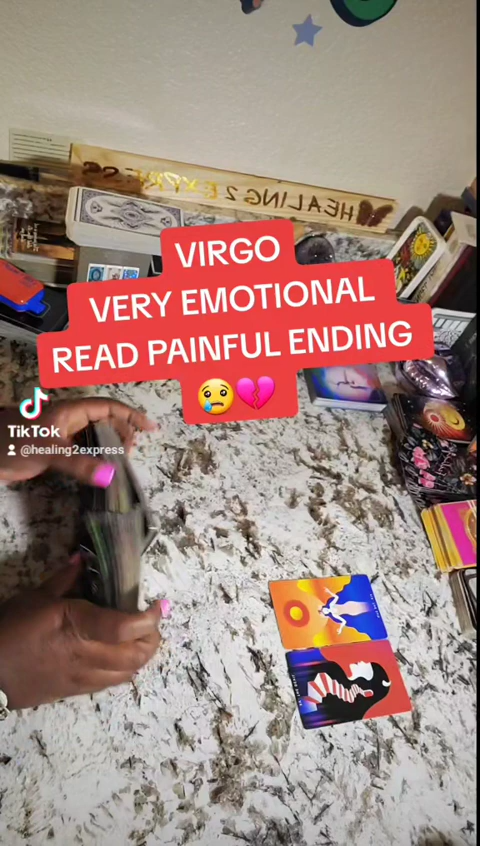 HEALING 2 EXPRESS
VIRGO
VERY EMOTIONAL
READ PAINFUL ENDING
😢💔
TikTok
@healing2express